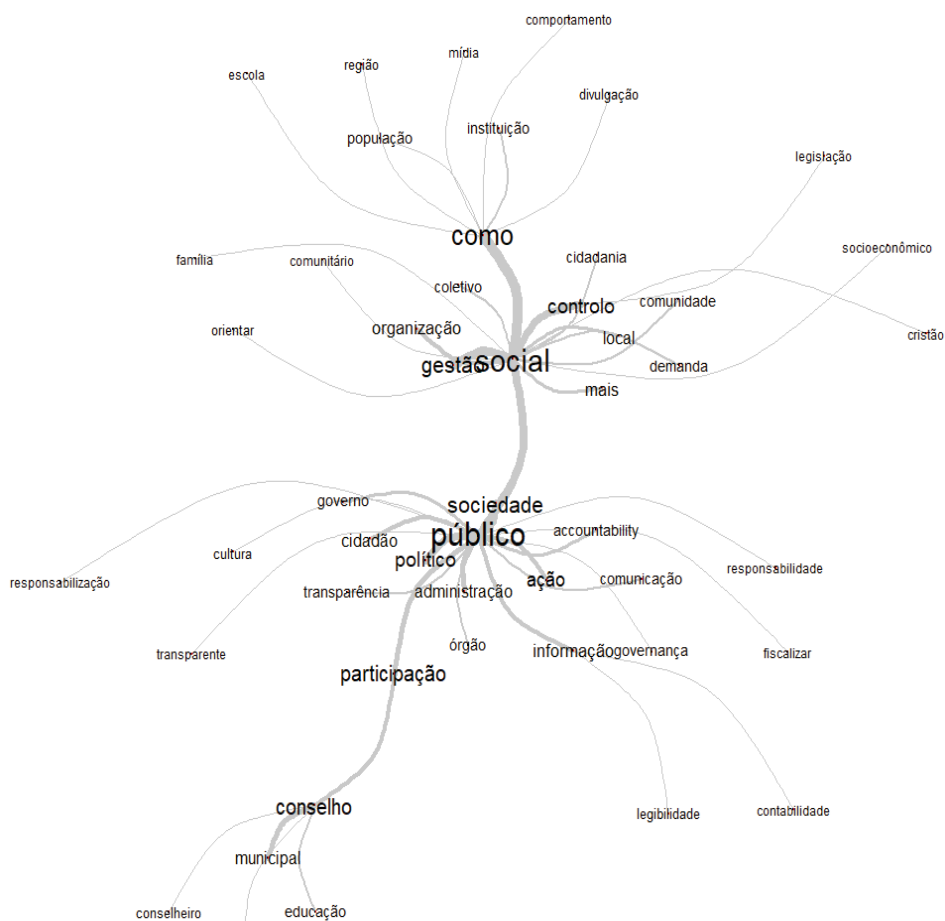 comportamento
mídia
região
escola
divulgação
instituição
população
legislação
como
socioeconômico
cidadania
família
comunitário
coletivo
controlo
comunidade
organização
orientar
local
cristão
gestão
social
demanda
mais
governo
sociedade
accountability
cidadão
público
cultura
político
responsabilidade
responsabilização
ação
comunicação
transparência
administração
órgão
informação
governança
transparente
fiscalizar
participação
conselho
legibilidade
contabilidade
municipal
conselheiro
educação